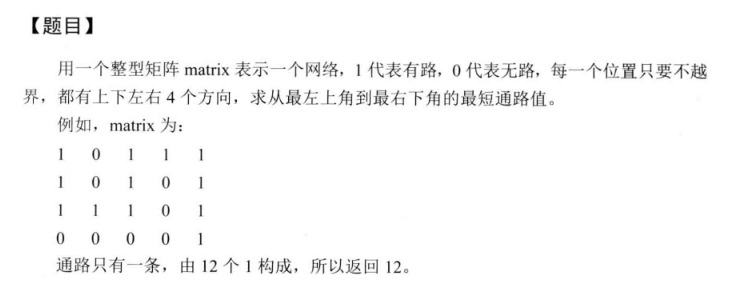 【题目】
用一个整型矩阵 matrix 表示一个网络，1 代表有路，0 代表无路，每一个位置只要不越
界，都有上下左右 4 个方向，求从最左上角到最右下角的最短通路值。
例如，matrix 为：
1 0 1 1 1
1 0 1 0 1
1 1 1 0 1
0 0 0 0 1
通路只有一条，由 12 个 1 构成，所以返回 12。